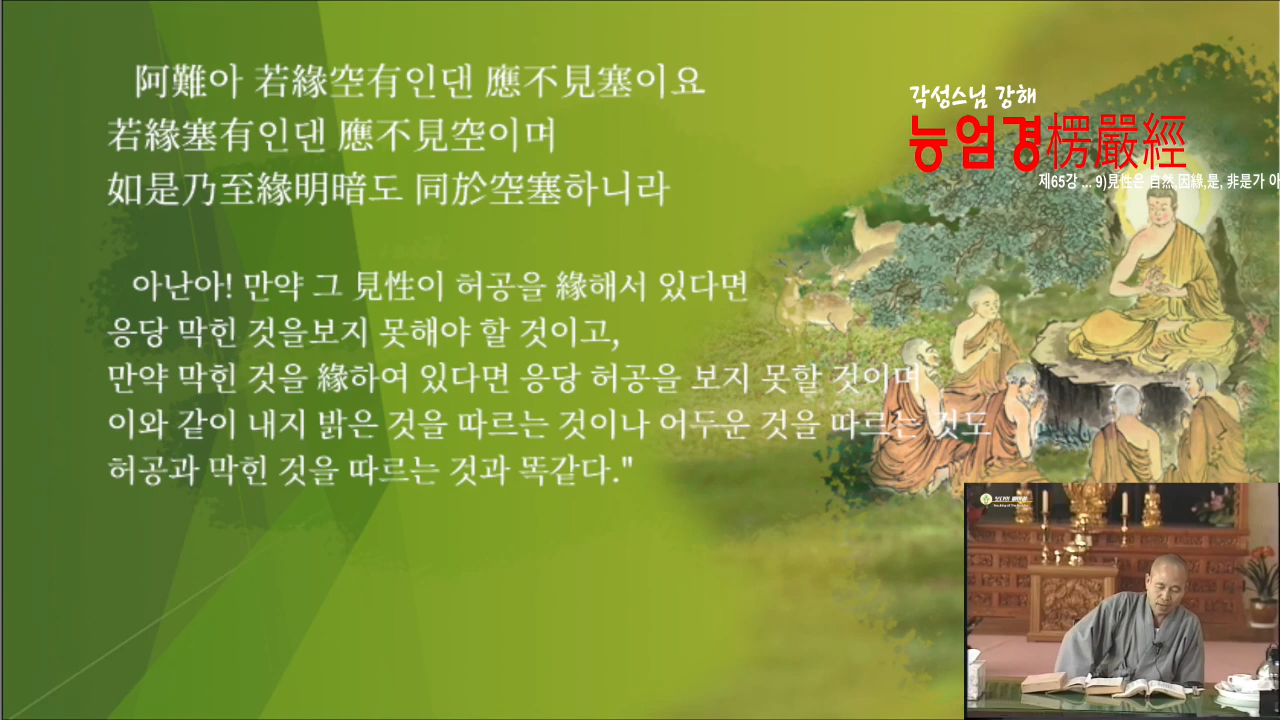 阿難아 若緣空有인댄 應不見塞이요
若緣塞有인댄 應不見空이며
如是乃至緣明暗도 同於空塞하니라
아난아! 만약 그 見性이 허공을 緣해서 있다면
응당 막힌 것을보지 못해야 할 것이고,
만약 막힌 것을 緣하여 있다면 응당 허공을 보지 못할 것이며
이와 같이 내지 밝은 것을 따르는 것이나 어두운 것을 따르는 것도
허공과 막힌 것을 따르는 것과 똑같다."
각성스님 강해
능엄경楞嚴經
제65강 ... 9)見性은 自然,因緣,是, 非是가 아